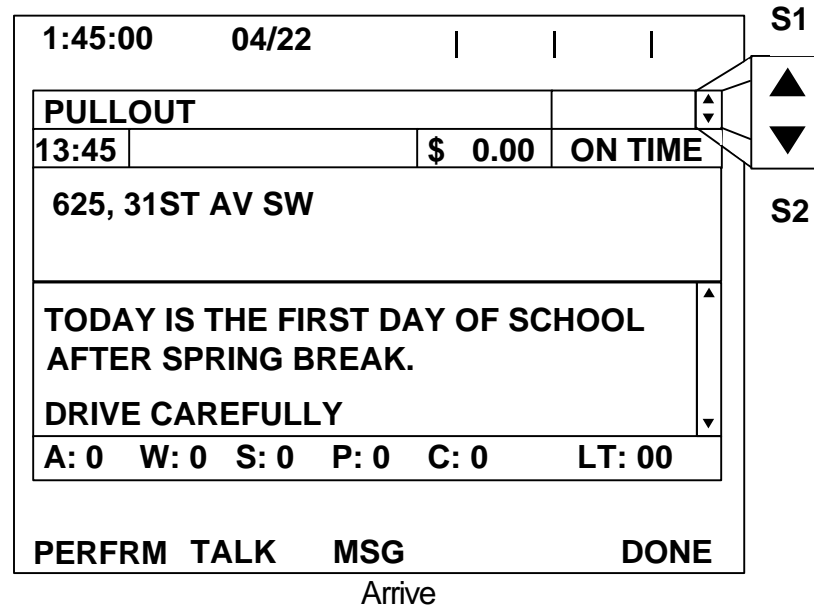 S1
1:45:00 04/22
PULLOUT
13:45 $ 0.00 ON TIME
625, 31ST AV SW
S2
TODAY IS THE FIRST DAY OF SCHOOL
AFTER SPRING BREAK.
DRIVE CAREFULLY
A: 0 W: 0 S: 0 P: 0 C: 0 LT: 00
PERFRM TALK MSG DONE
Arrive